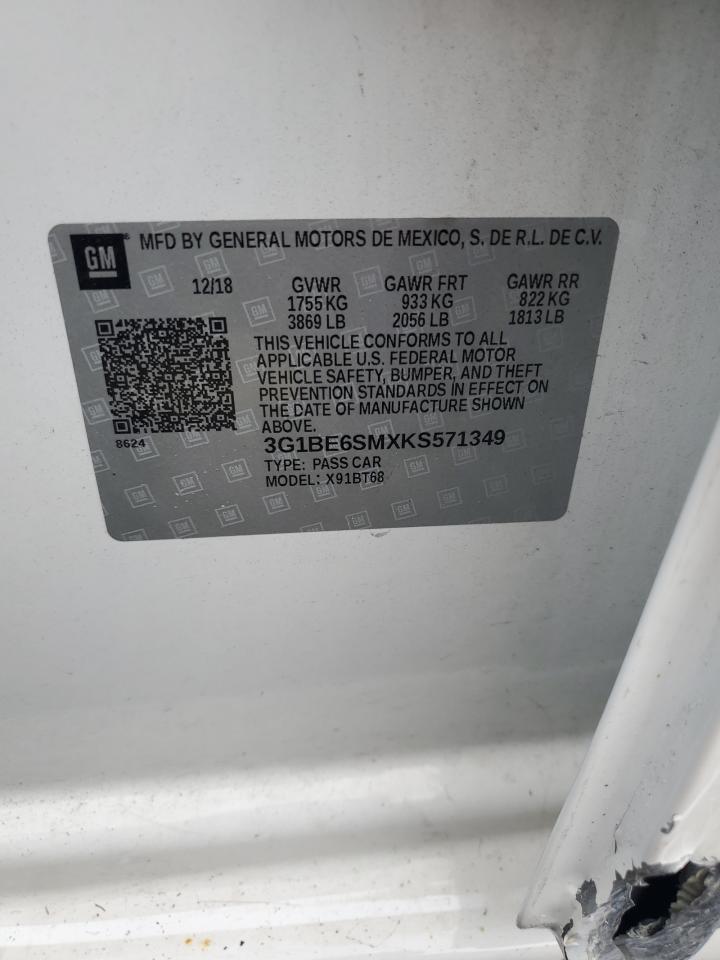 GM ® MFD BY GENERAL MOTORS DE MEXICO, S. DE R.L. DE C.V.
12/18 GVWR GAWR FRT GAWR RR
1755 KG 933 KG 822 KG
3869 LB 2056 LB 1813 LB
THIS VEHICLE CONFORMS TO ALL
APPLICABLE U.S. FEDERAL MOTOR
VEHICLE SAFETY, BUMPER, AND THEFT
PREVENTION STANDARDS IN EFFECT ON
THE DATE OF MANUFACTURE SHOWN
ABOVE.
8624 3G1BE6SMXKS571349
TYPE: PASS CAR
MODEL: X91BT68